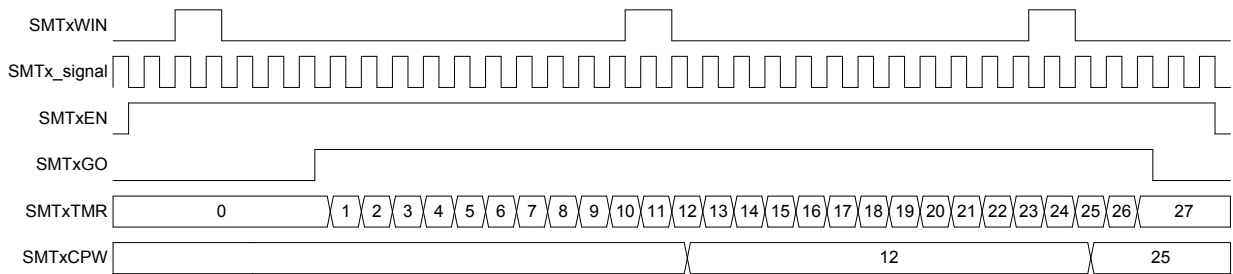 SMTxWIN
SMTx_signal
SMTxEN
SMTxGO
SMTxTMR 0 1 2 3 4 5 6 7 8 9 10 11 12 13 14 15 16 17 18 19 20 21 22 23 24 25 26 27
SMTxCPW 12 25